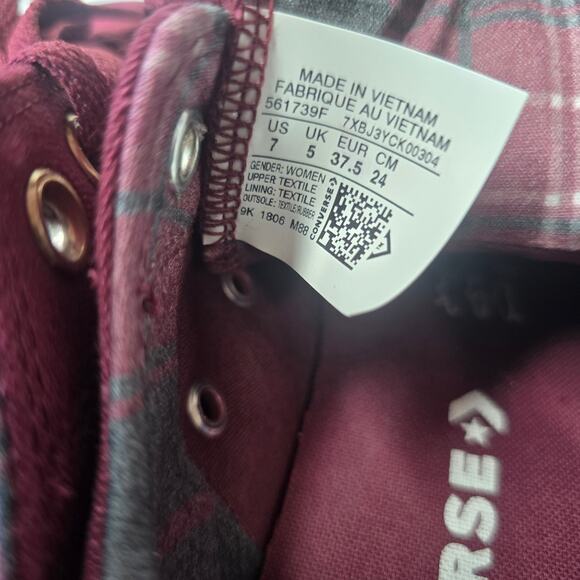 MADE IN VIETNAM
FABRIQUE AU VIETNAM
561739F 7XBJ3YCK00304
US UK EUR CM
7 5 37.5 24
GENDER: WOMEN
UPPER TEXTILE
LINING: TEXTILE
OUTSOLE: TEXTILE/RUBBER
9K 1806 M88
CONVERSE
ERSE